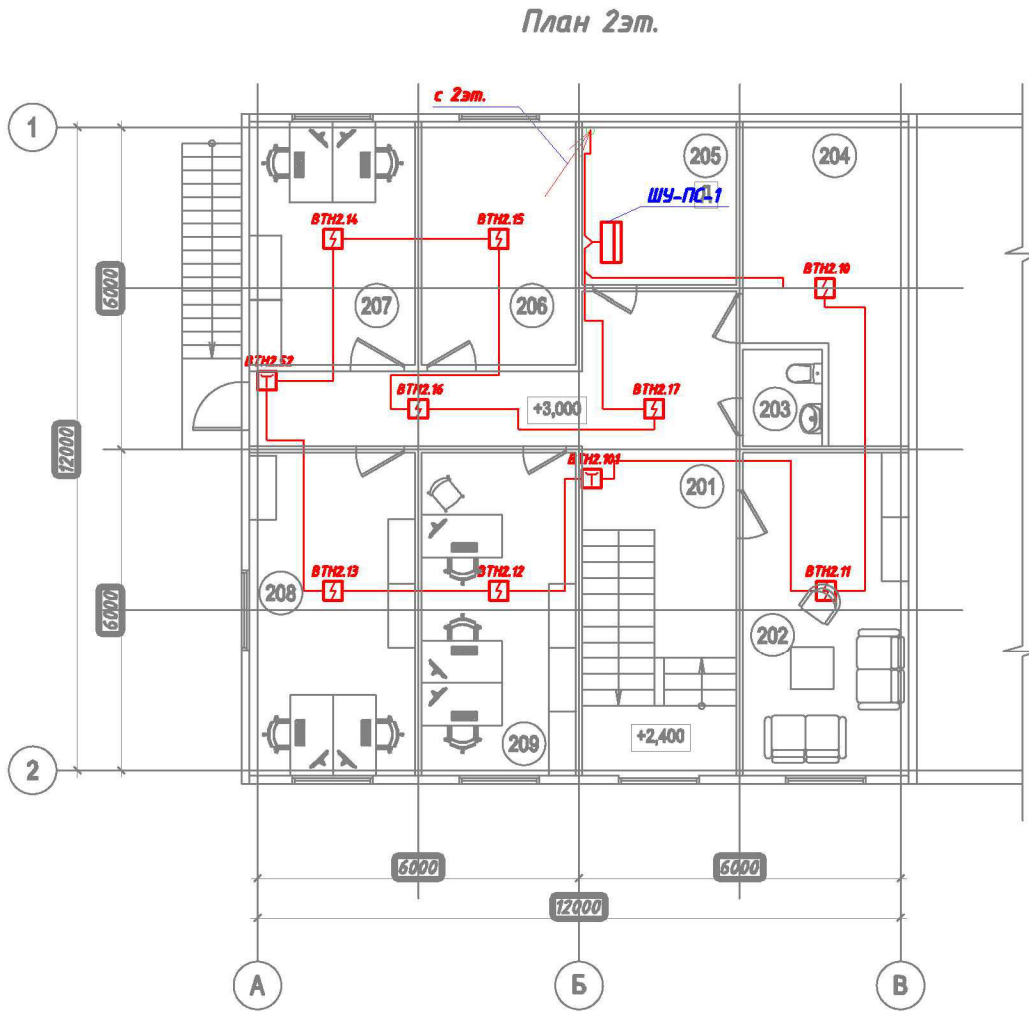 План 2эт.
с 2эт.
1
205
204
ШУ-ПС-1
Д
ВТН2.14
ВТН2.15
ВТН2.10
6000
207
206
ВТН2.52
ВТН2.16
ВТН2.17
+3,000
203
12000
ВТН2.101
201
6000
ВТН2.13
ВТН2.12
ВТН2.11
208
202
209
+2,400
2
6000
6000
12000
А
Б
В